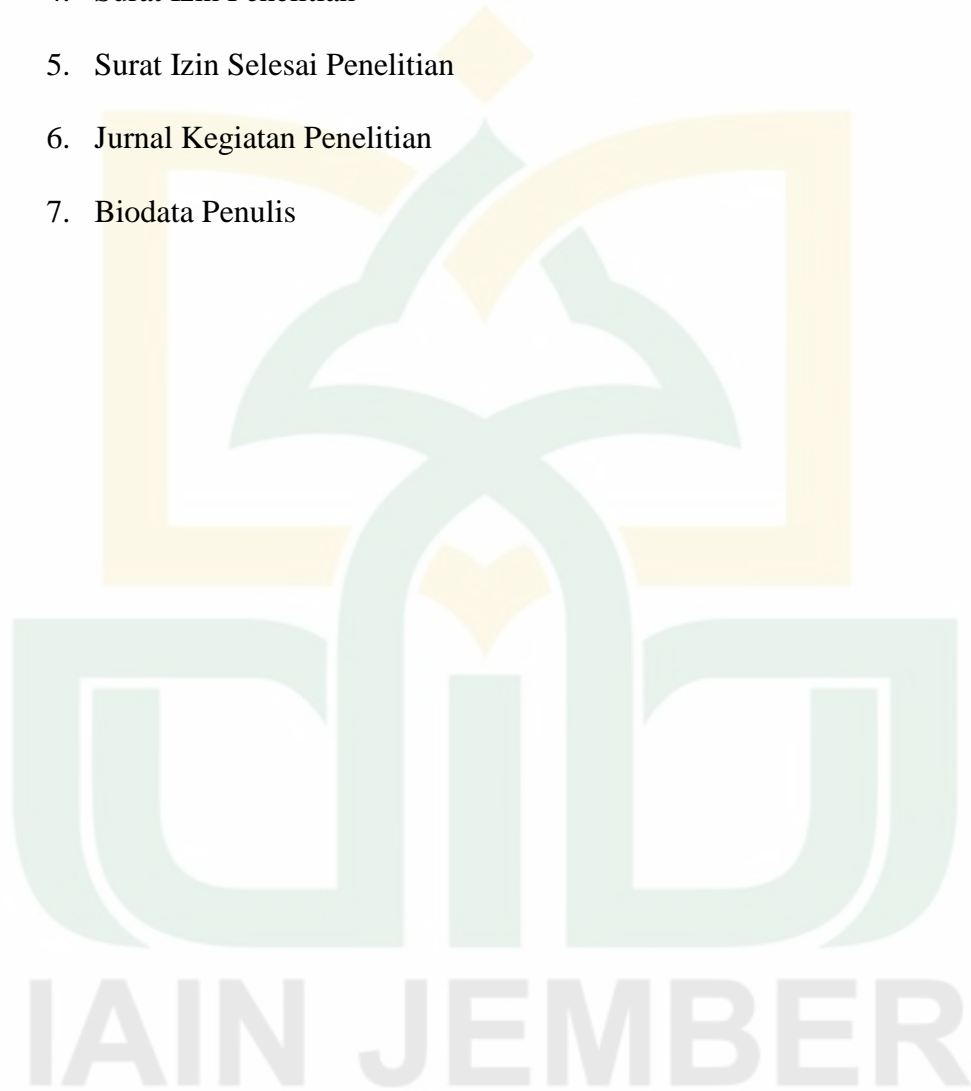 5. Surat Izin Selesai Penelitian
6. Jurnal Kegiatan Penelitian
7. Biodata Penulis
IAIN JEMBER